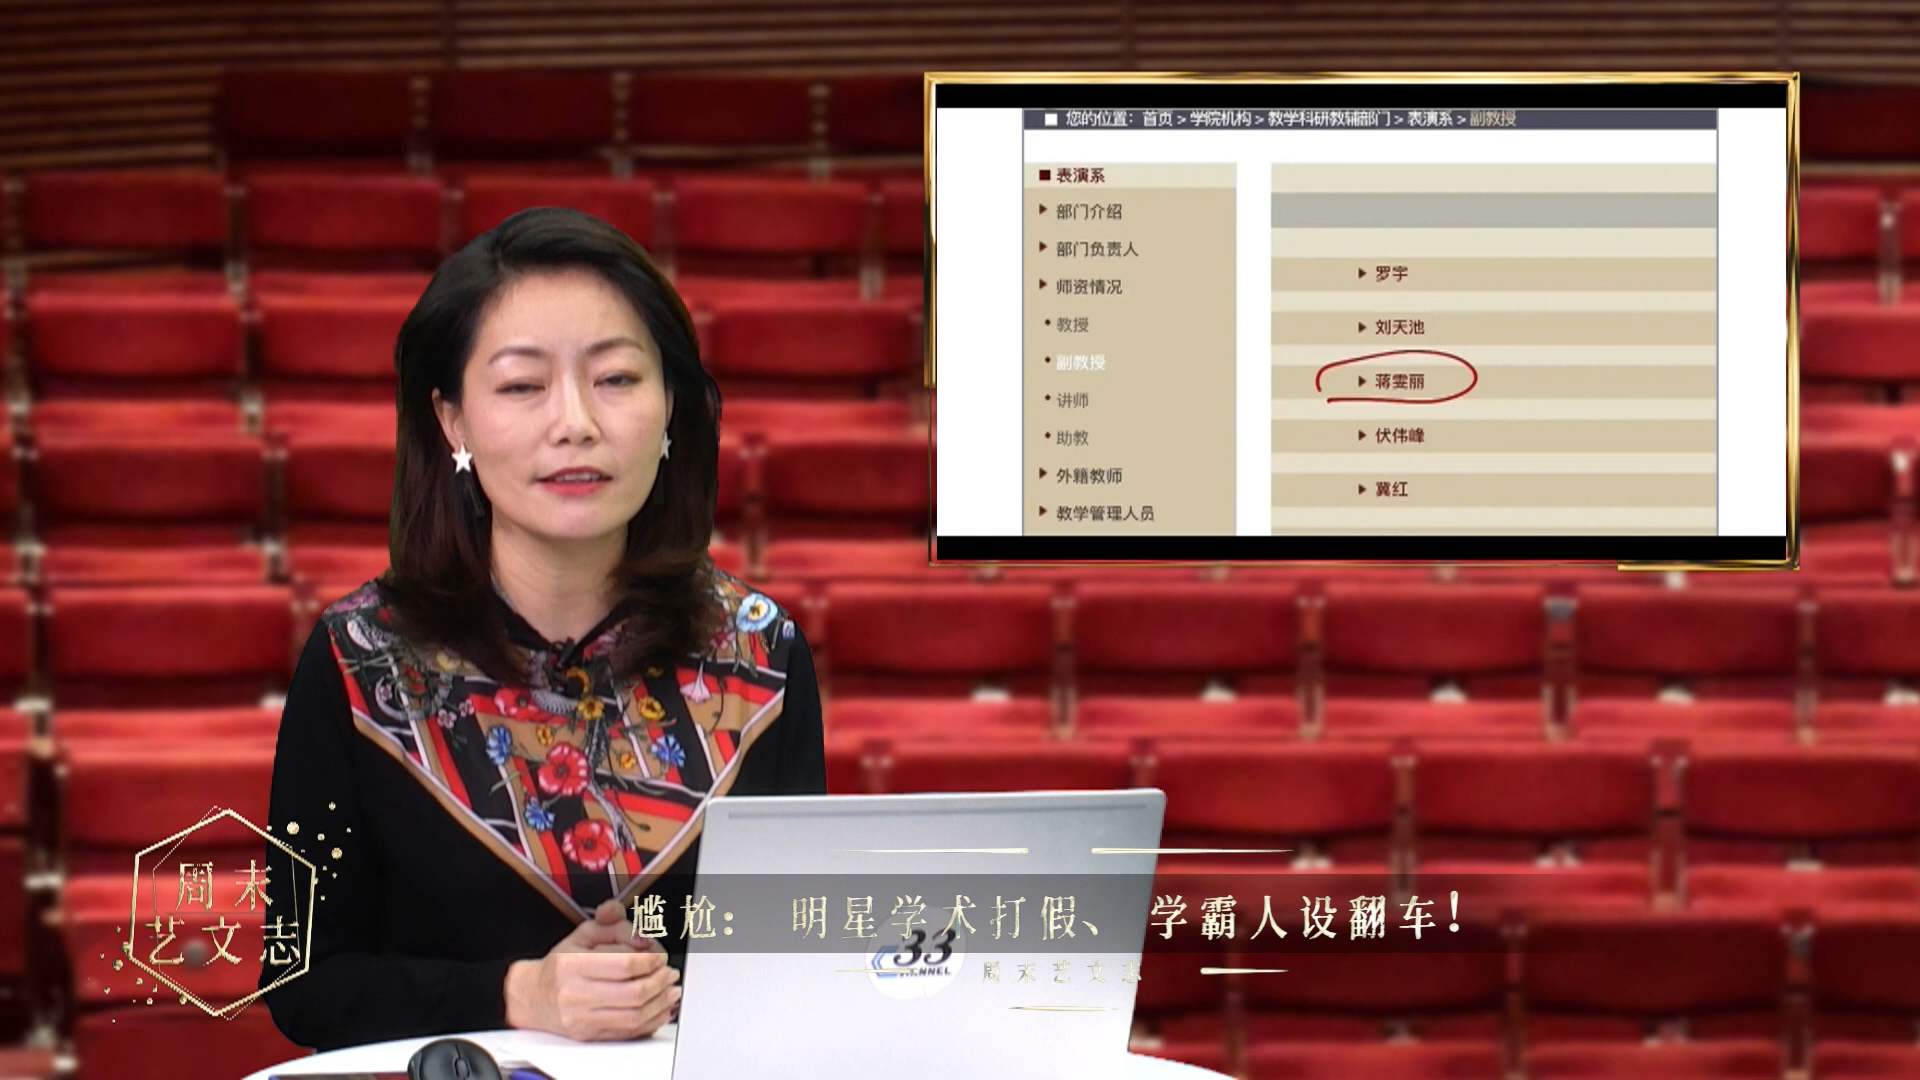 您的位置：首页 > 学院机构 > 教学科研教辅部门 > 表演系 > 副教授
表演系
部门介绍
部门负责人
师资情况
教授
副教授
讲师
助教
外籍教师
教学管理人员
罗宇
刘天池
蒋雯丽
伏伟峰
冀红
周末
艺文志
尴尬： 明星学术打假、 学霸人设翻车！
33
周末艺文志